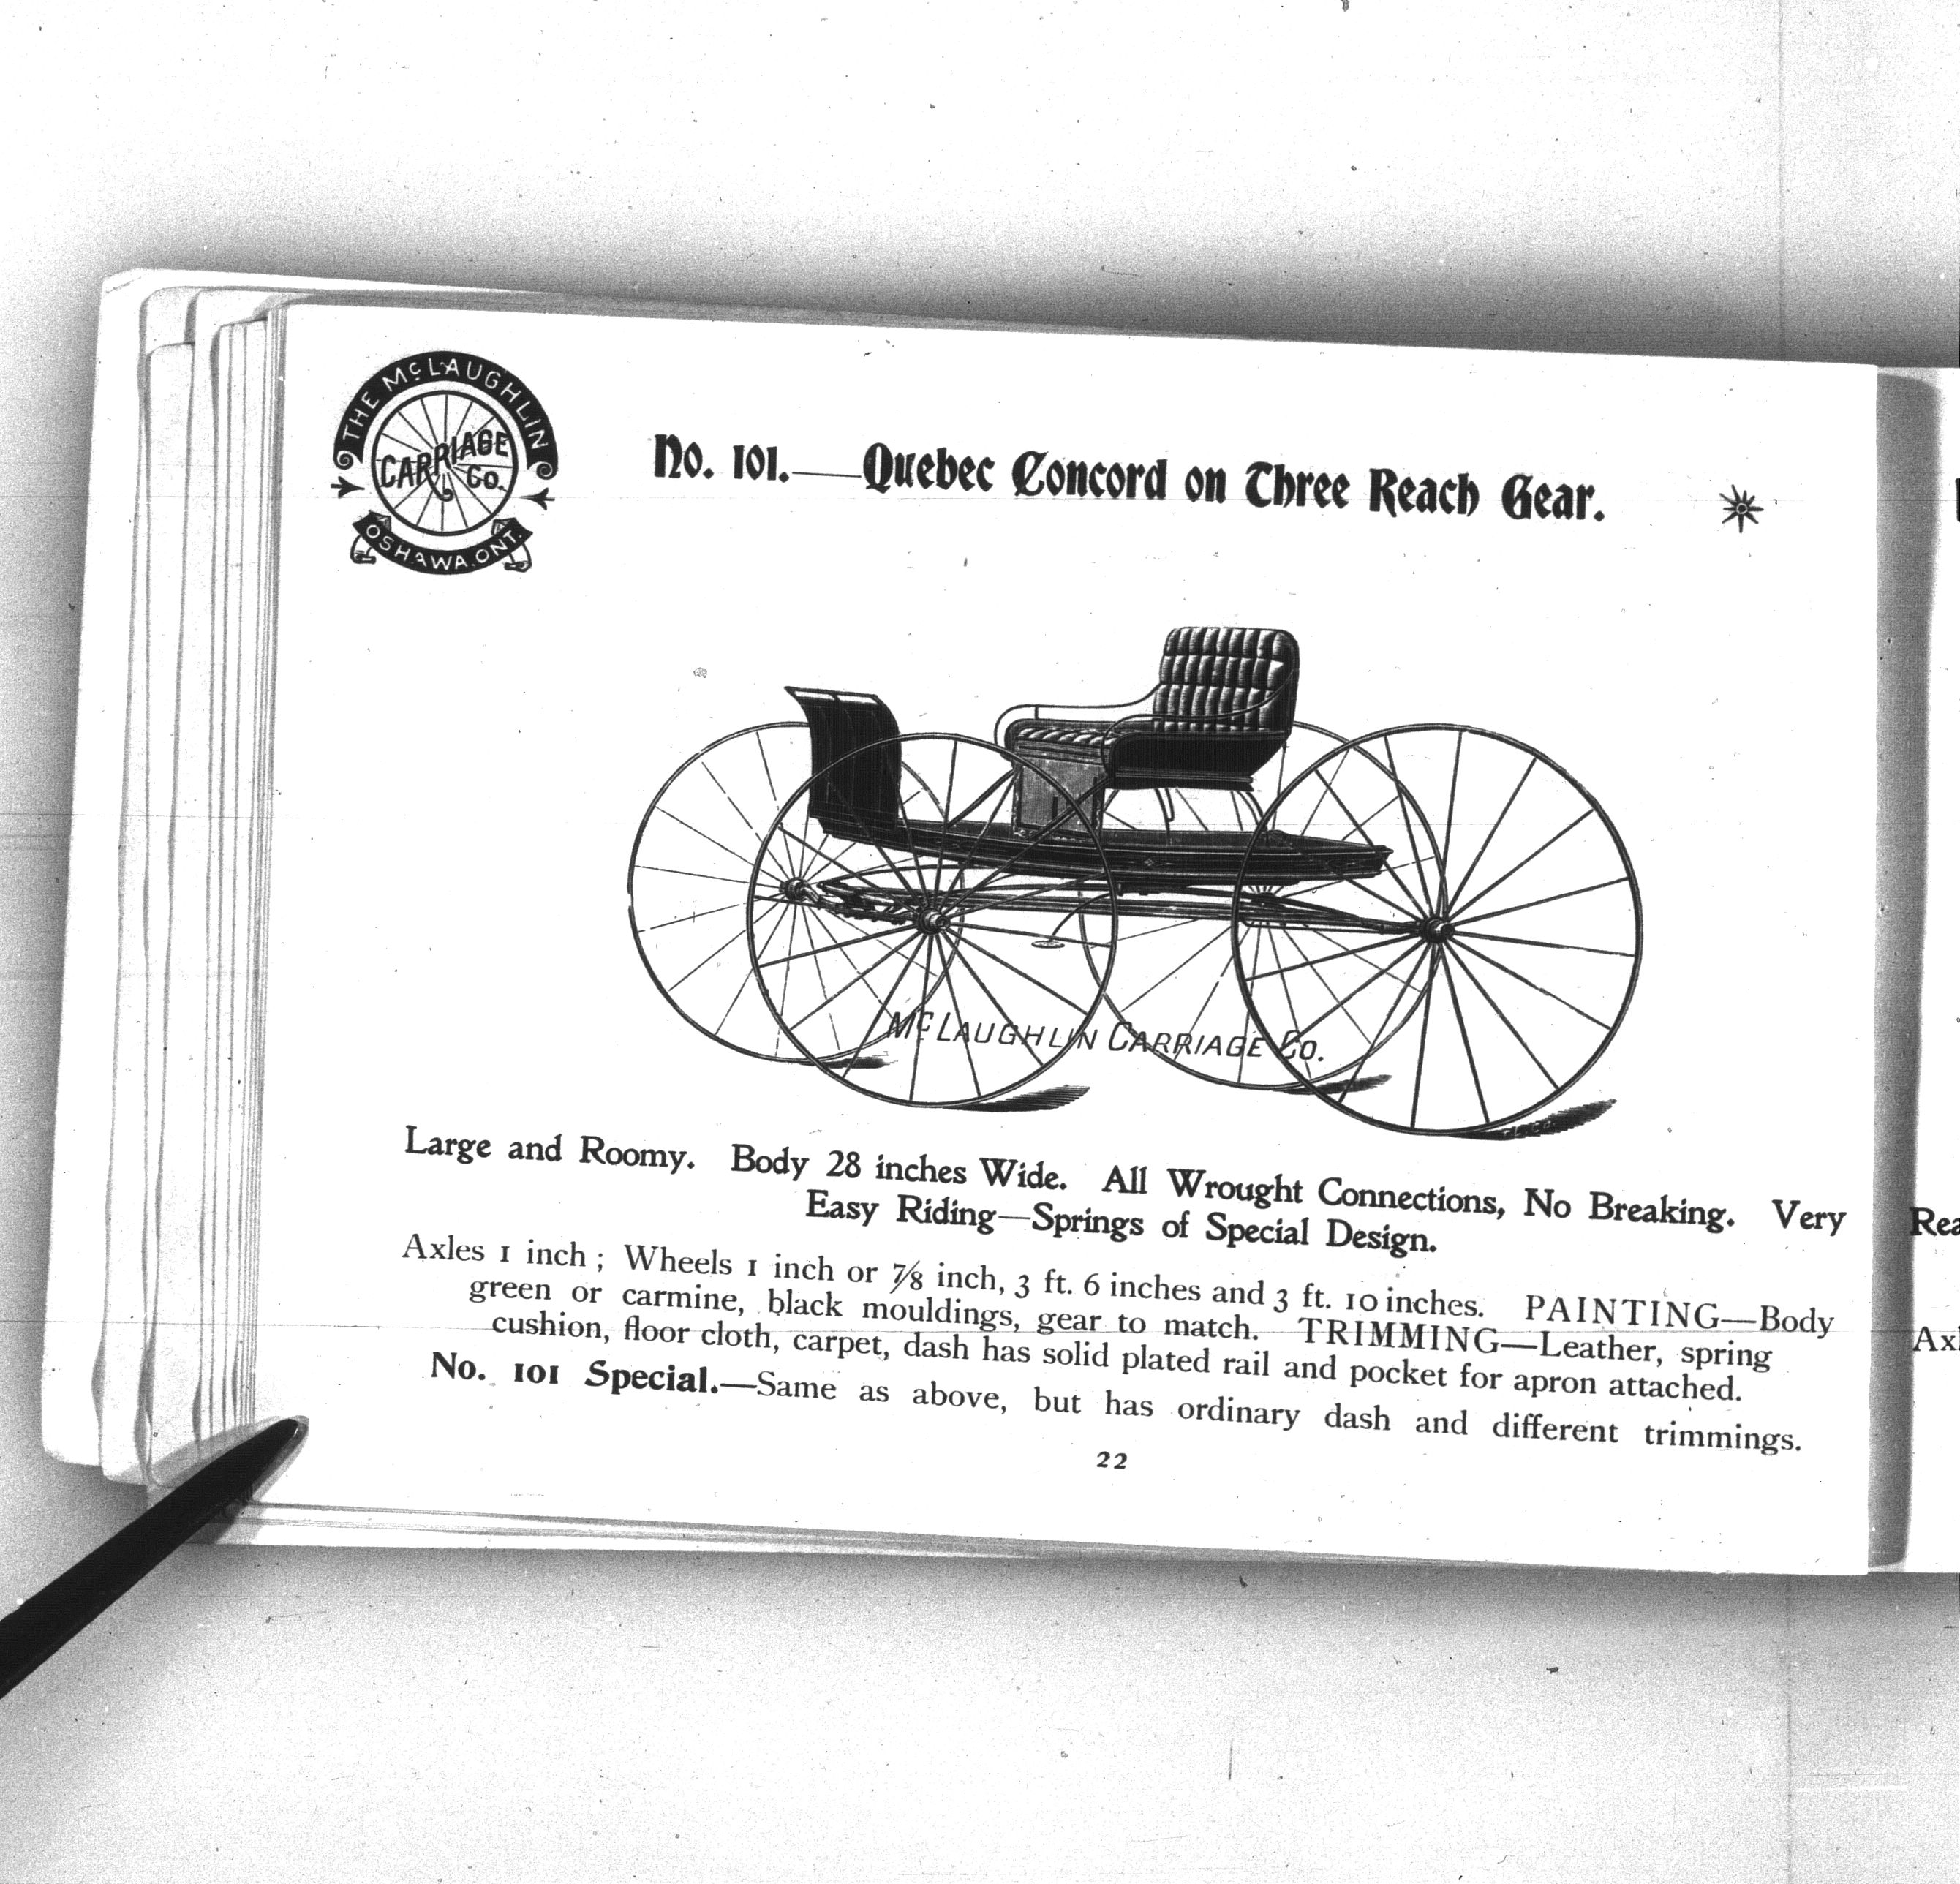 THE McLAUGHLIN
CARRIAGE
Co.
OSHAWA. ONT.
No. 101.—Quebec Concord on Three Reach Gear.
McLAUGHLIN CARRIAGE Co.
Large and Roomy. Body 28 inches Wide. All Wrought Connections, No Breaking. Very
Easy Riding—Springs of Special Design.
Axles 1 inch; Wheels 1 inch or 7/8 inch, 3 ft. 6 inches and 3 ft. 10 inches. PAINTING—Body
green or carmine, black mouldings, gear to match. TRIMMING—Leather, spring
cushion, floor cloth, carpet, dash has solid plated rail and pocket for apron attached.
No. 101 Special.—Same as above, but has ordinary dash and different trimmings.
22